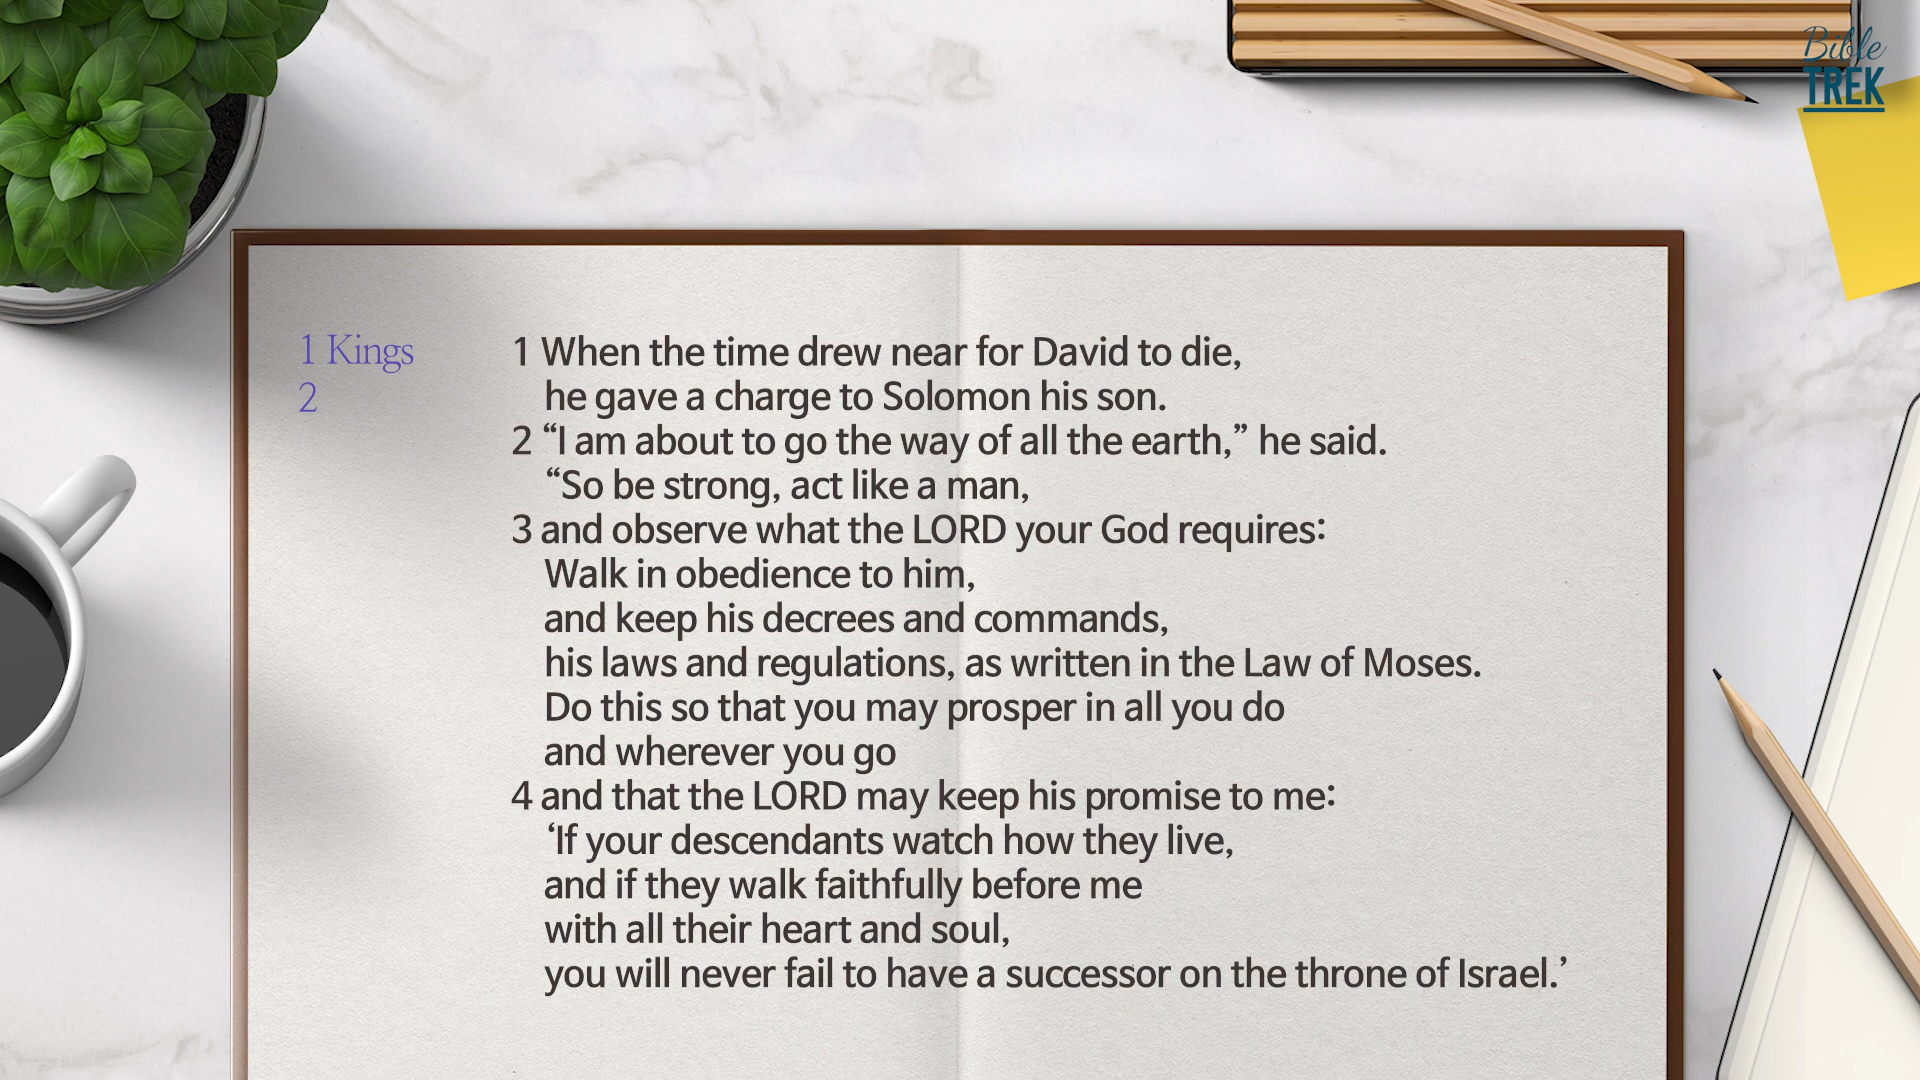 Bible
TREK
1 Kings
2
1 When the time drew near for David to die,
he gave a charge to Solomon his son.
2 “I am about to go the way of all the earth,” he said.
“So be strong, act like a man,
3 and observe what the LORD your God requires:
Walk in obedience to him,
and keep his decrees and commands,
his laws and regulations, as written in the Law of Moses.
Do this so that you may prosper in all you do
and wherever you go
4 and that the LORD may keep his promise to me:
‘If your descendants watch how they live,
and if they walk faithfully before me
with all their heart and soul,
you will never fail to have a successor on the throne of Israel.’